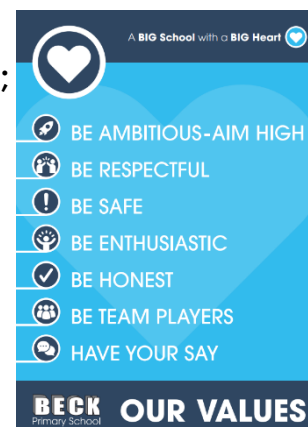 ;
A BIG School with a BIG Heart
BE AMBITIOUS-AIM HIGH
BE RESPECTFUL
BE SAFE
BE ENTHUSIASTIC
BE HONEST
BE TEAM PLAYERS
HAVE YOUR SAY
BECK
Primary School
OUR VALUES